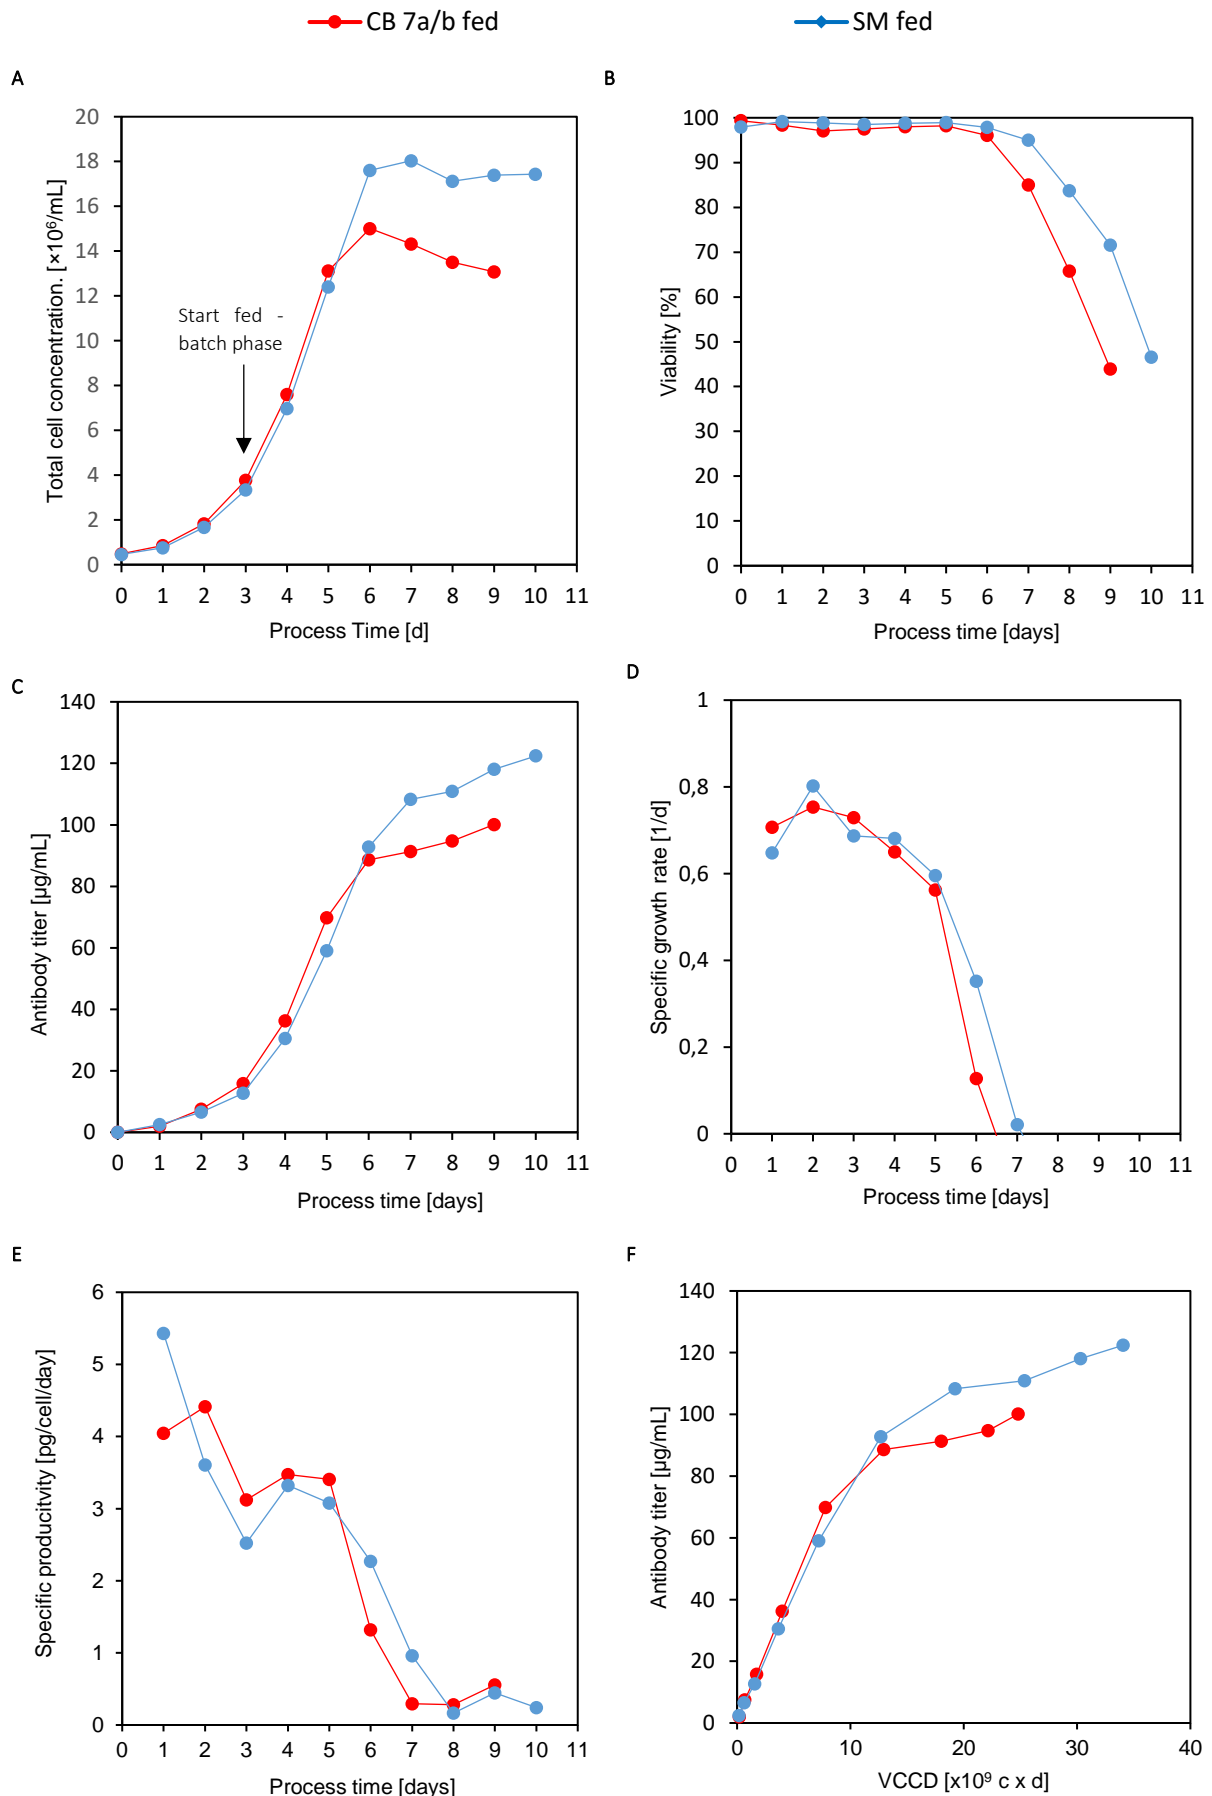 CB 7a/b fed
SM fed
A
20
18
16
14
12
10
8
6
4
2
0
Total cell concentration. [×10⁶/mL]
Start fed -
batch phase
0 1 2 3 4 5 6 7 8 9 10 11
Process Time [d]
B
100
90
80
70
60
50
40
30
20
10
0
Viability [%]
0 1 2 3 4 5 6 7 8 9 10 11
Process time [days]
C
140
120
100
80
60
40
20
0
Antibody titer [µg/mL]
0 1 2 3 4 5 6 7 8 9 10 11
Process time [days]
D
1
0,8
0,6
0,4
0,2
0
Specific growth rate [1/d]
0 1 2 3 4 5 6 7 8 9 10 11
Process time [days]
E
6
5
4
3
2
1
0
Specific producitvity [pg/cell/day]
0 1 2 3 4 5 6 7 8 9 10 11
Process time [days]
F
140
120
100
80
60
40
20
0
Antibody titer [µg/mL]
0 10 20 30 40
VCCD [x10⁹ c x d]